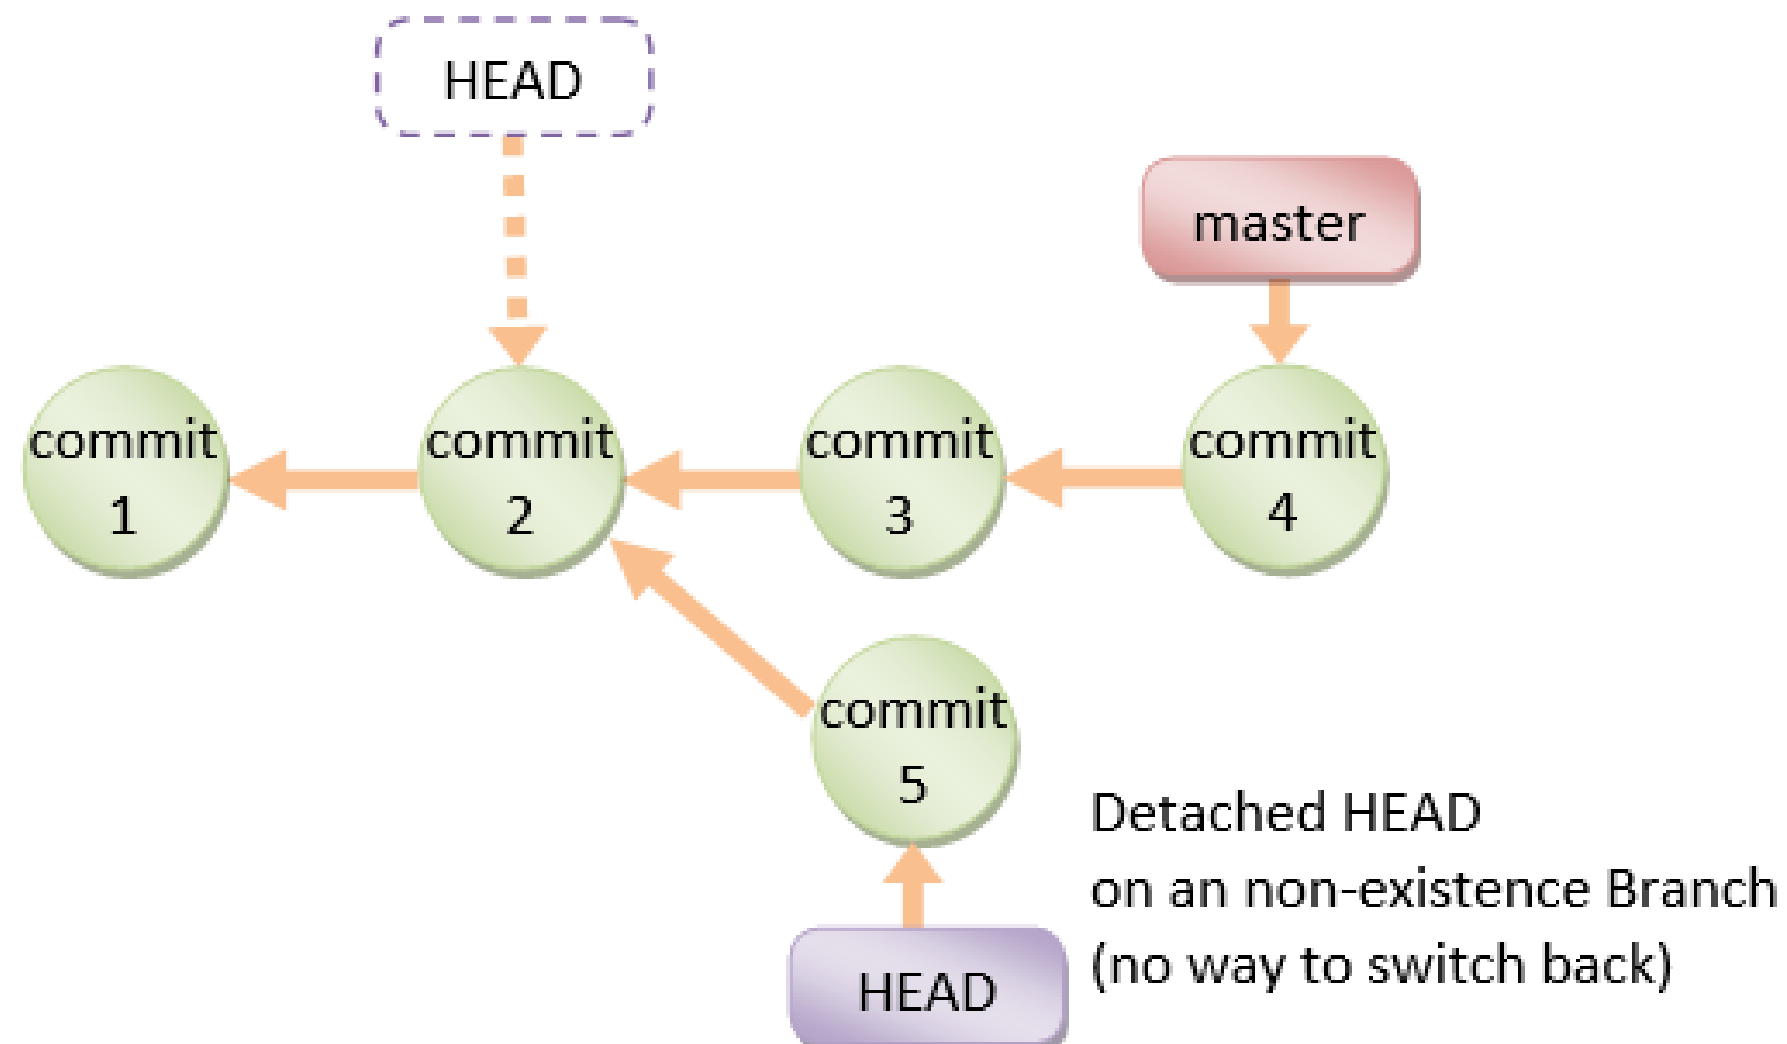 HEAD
master
commit
1
commit
2
commit
3
commit
4
commit
5
Detached HEAD
on an non-existence Branch
(no way to switch back)
HEAD